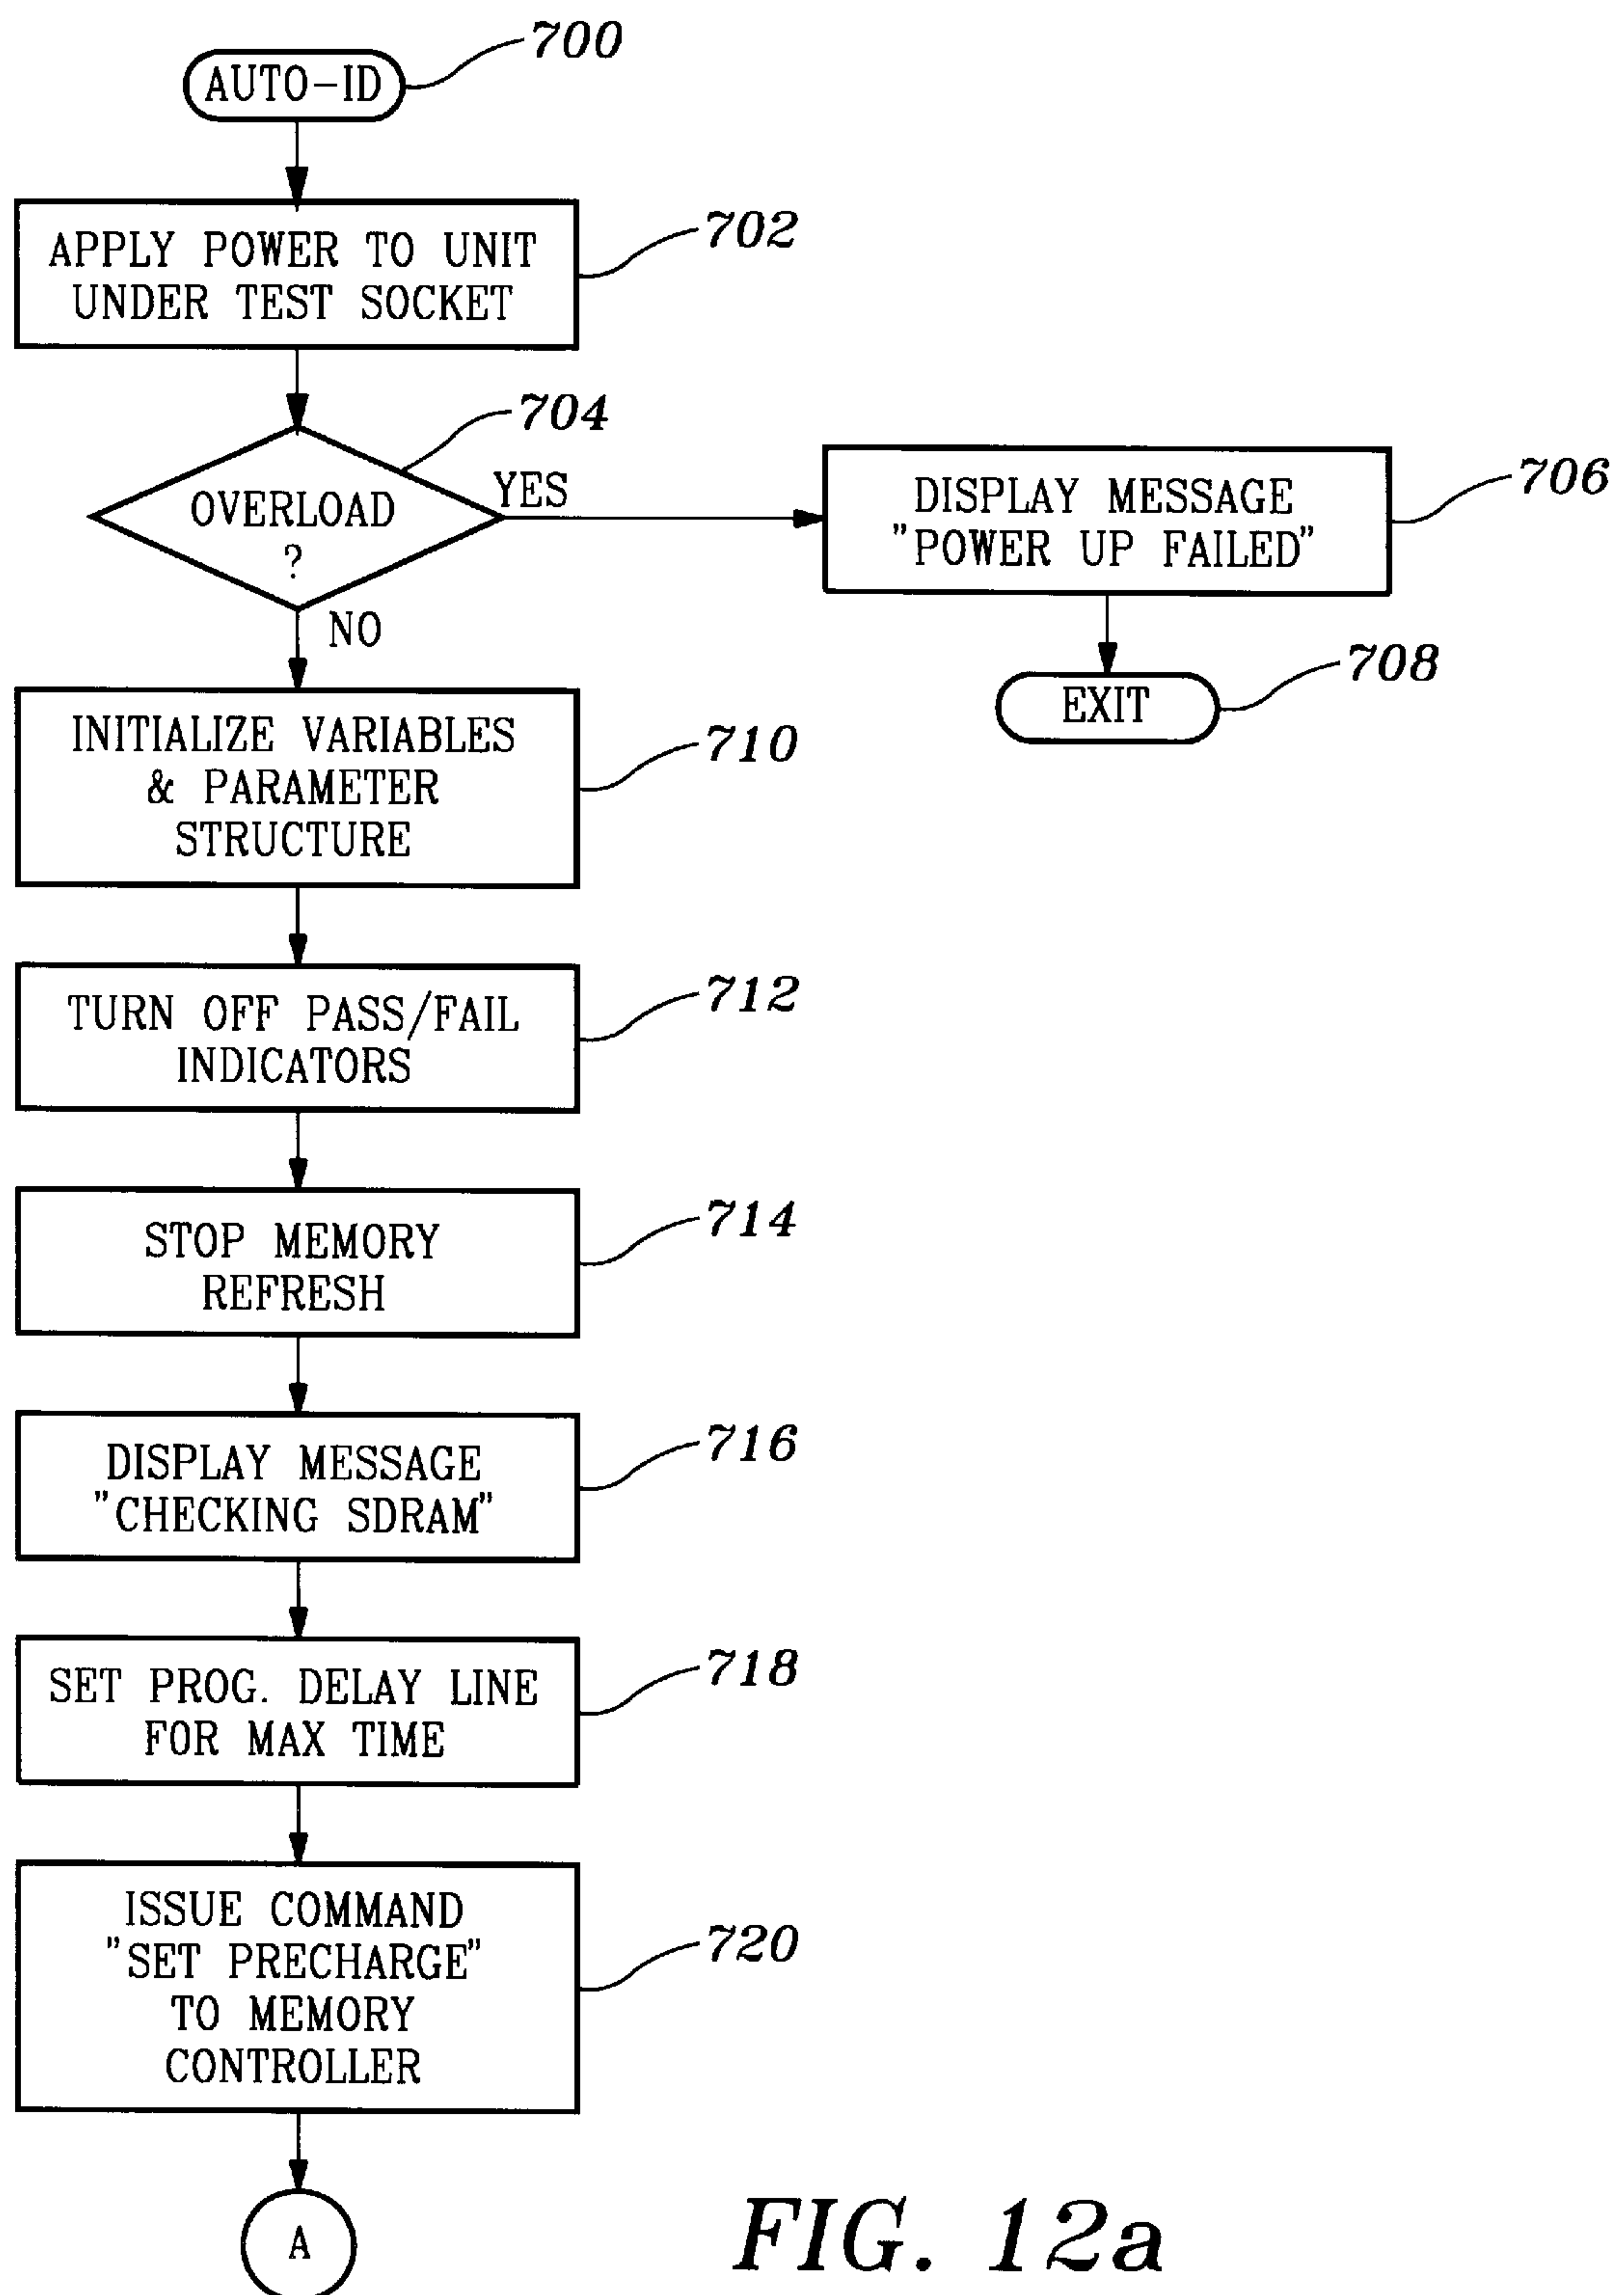 700
AUTO-ID
702
APPLY POWER TO UNIT
UNDER TEST SOCKET
704
OVERLOAD
?
YES
NO
706
DISPLAY MESSAGE
"POWER UP FAILED"
708
EXIT
710
INITIALIZE VARIABLES
& PARAMETER
STRUCTURE
712
TURN OFF PASS/FAIL
INDICATORS
714
STOP MEMORY
REFRESH
716
DISPLAY MESSAGE
"CHECKING SDRAM"
718
SET PROG. DELAY LINE
FOR MAX TIME
720
ISSUE COMMAND
"SET PRECHARGE"
TO MEMORY
CONTROLLER
A
FIG. 12a